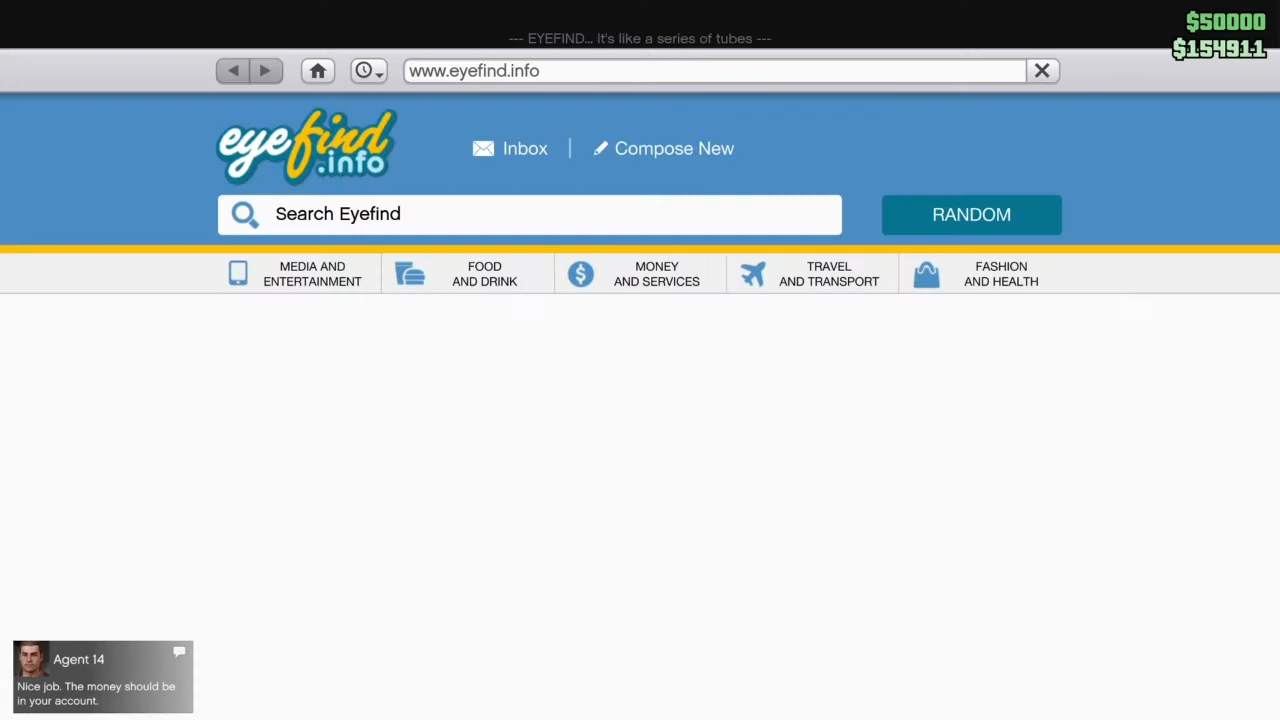 $50000
--- EYEFIND... It's like a series of tubes ---
$154911
www.eyefind.info
eyefind
.info
Inbox
Compose New
Search Eyefind
RANDOM
MEDIA AND
ENTERTAINMENT
FOOD
AND DRINK
MONEY
AND SERVICES
TRAVEL
AND TRANSPORT
FASHION
AND HEALTH
Agent 14
Nice job. The money should be
in your account.